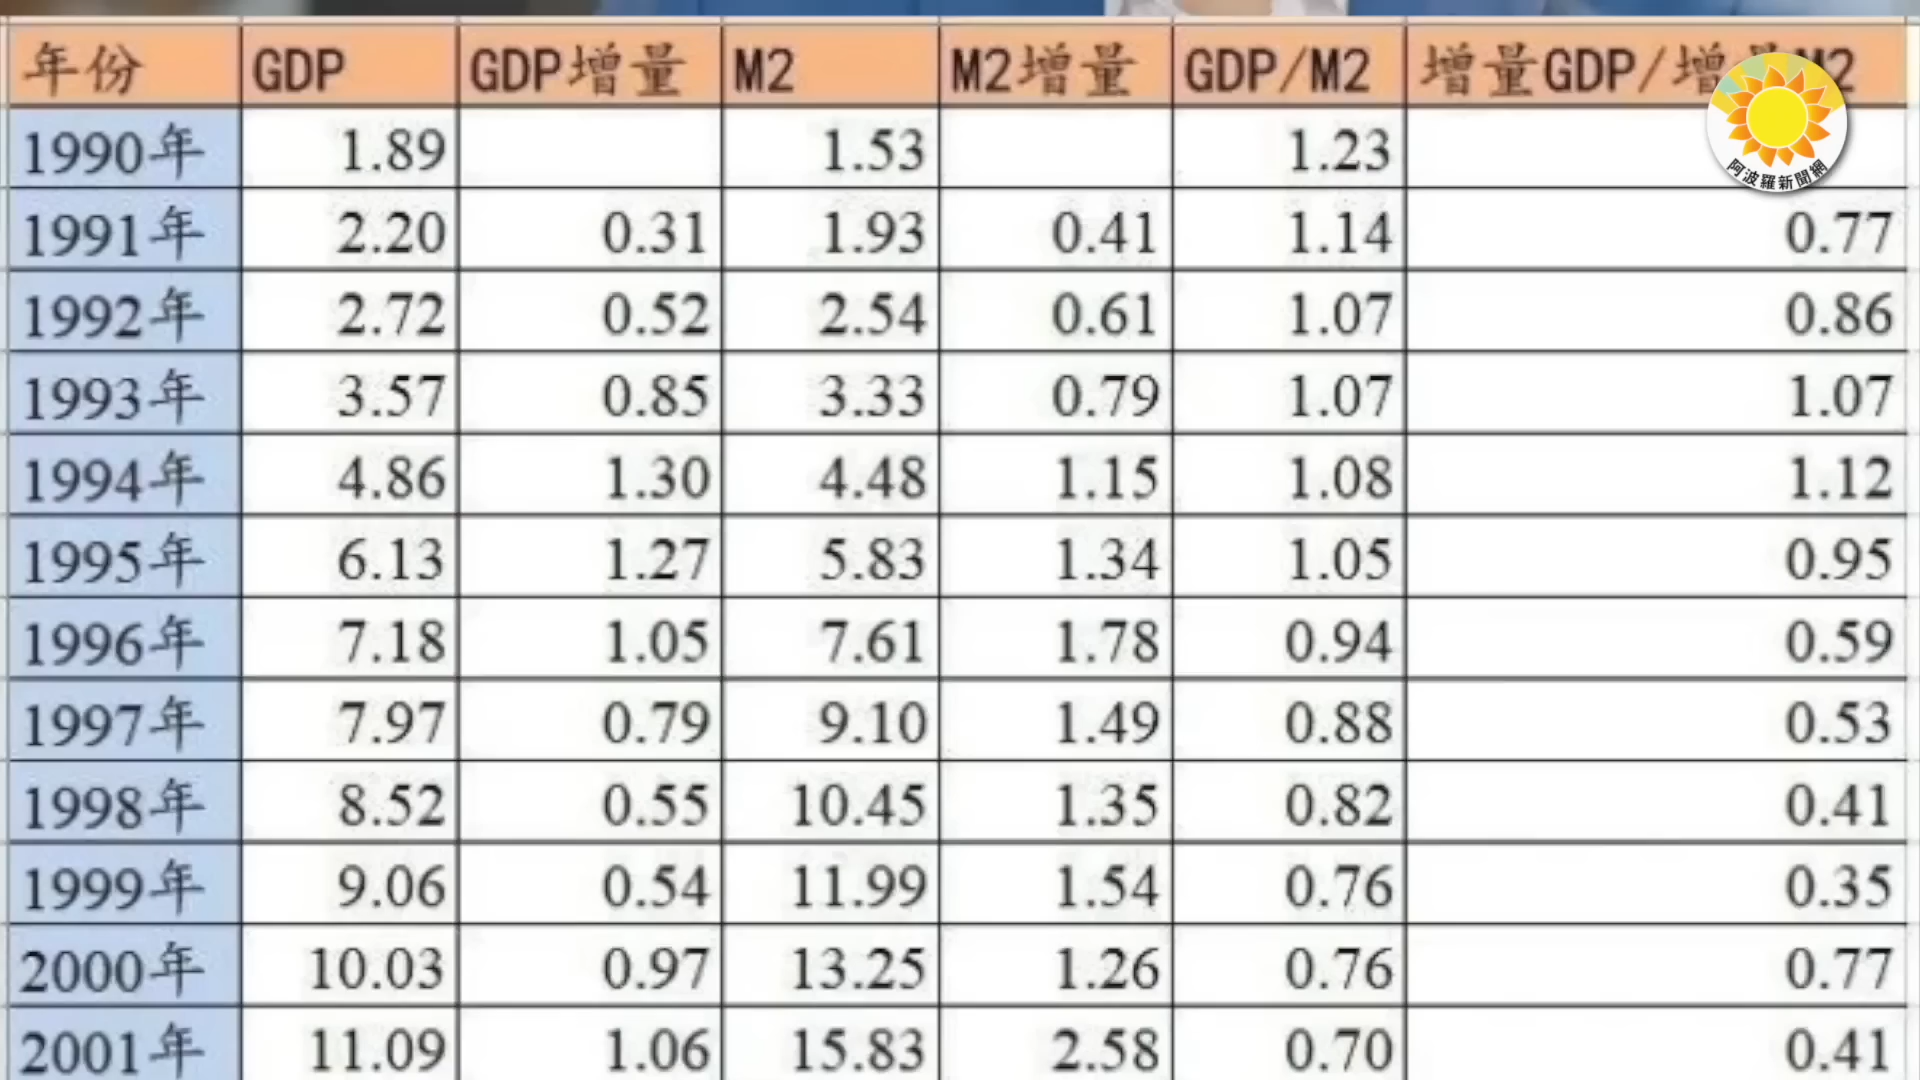 年份 GDP GDP增量 M2 M2增量 GDP/M2 增量GDP/增量M2
1990年 1.89 1.53 1.23
阿波羅新聞網
1991年 2.20 0.31 1.93 0.41 1.14 0.77
1992年 2.72 0.52 2.54 0.61 1.07 0.86
1993年 3.57 0.85 3.33 0.79 1.07 1.07
1994年 4.86 1.30 4.48 1.15 1.08 1.12
1995年 6.13 1.27 5.83 1.34 1.05 0.95
1996年 7.18 1.05 7.61 1.78 0.94 0.59
1997年 7.97 0.79 9.10 1.49 0.88 0.53
1998年 8.52 0.55 10.45 1.35 0.82 0.41
1999年 9.06 0.54 11.99 1.54 0.76 0.35
2000年 10.03 0.97 13.25 1.26 0.76 0.77
2001年 11.09 1.06 15.83 2.58 0.70 0.41